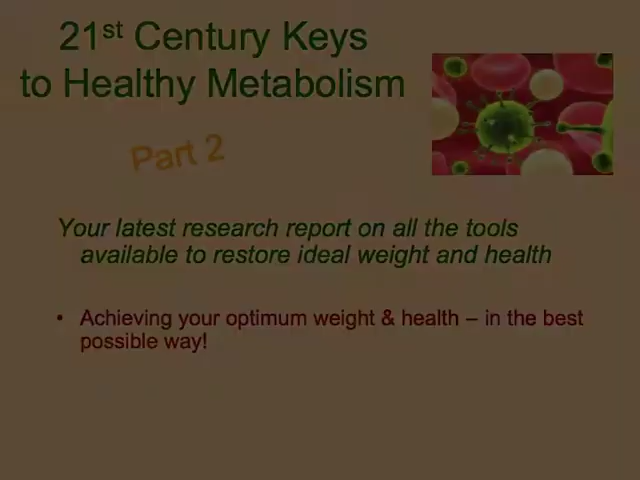 21st Century Keys
to Healthy Metabolism
Part 2
Your latest research report on all the tools
available to restore ideal weight and health
• Achieving your optimum weight & health – in the best
possible way!